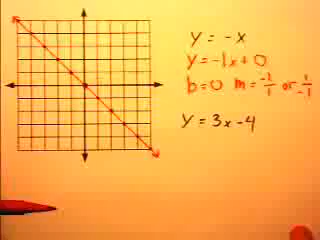 y = -x
y = -1x + 0
b = 0 m = -1/1 or 1/-1
y = 3x - 4